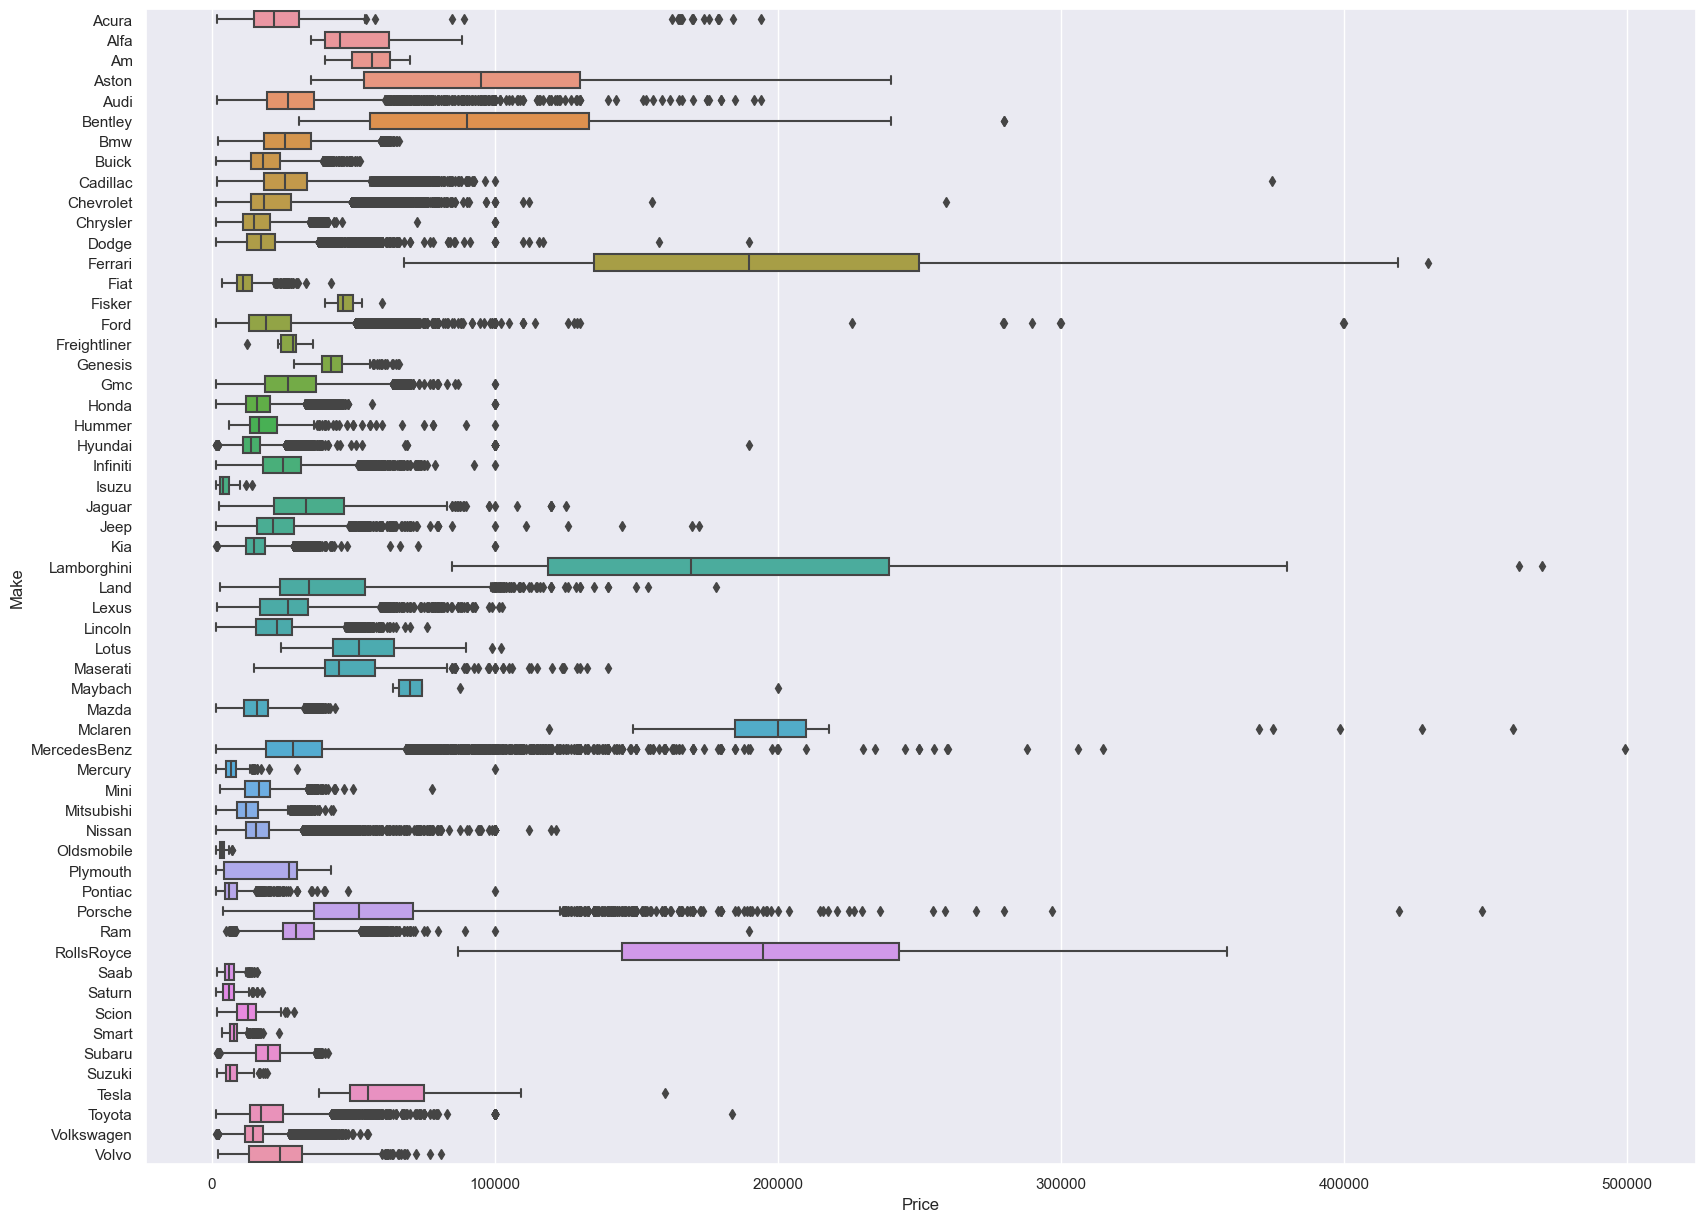 Acura
Alfa
Am
Aston
Audi
Bentley
Bmw
Buick
Cadillac
Chevrolet
Chrysler
Dodge
Ferrari
Fiat
Fisker
Ford
Freightliner
Genesis
Gmc
Honda
Hummer
Hyundai
Infiniti
Isuzu
Jaguar
Jeep
Kia
Lamborghini
Land
Lexus
Lincoln
Lotus
Maserati
Maybach
Mazda
Mclaren
MercedesBenz
Mercury
Mini
Mitsubishi
Nissan
Oldsmobile
Plymouth
Pontiac
Porsche
Ram
RollsRoyce
Saab
Saturn
Scion
Smart
Subaru
Suzuki
Tesla
Toyota
Volkswagen
Volvo
Make
0 100000 200000 300000 400000 500000
Price